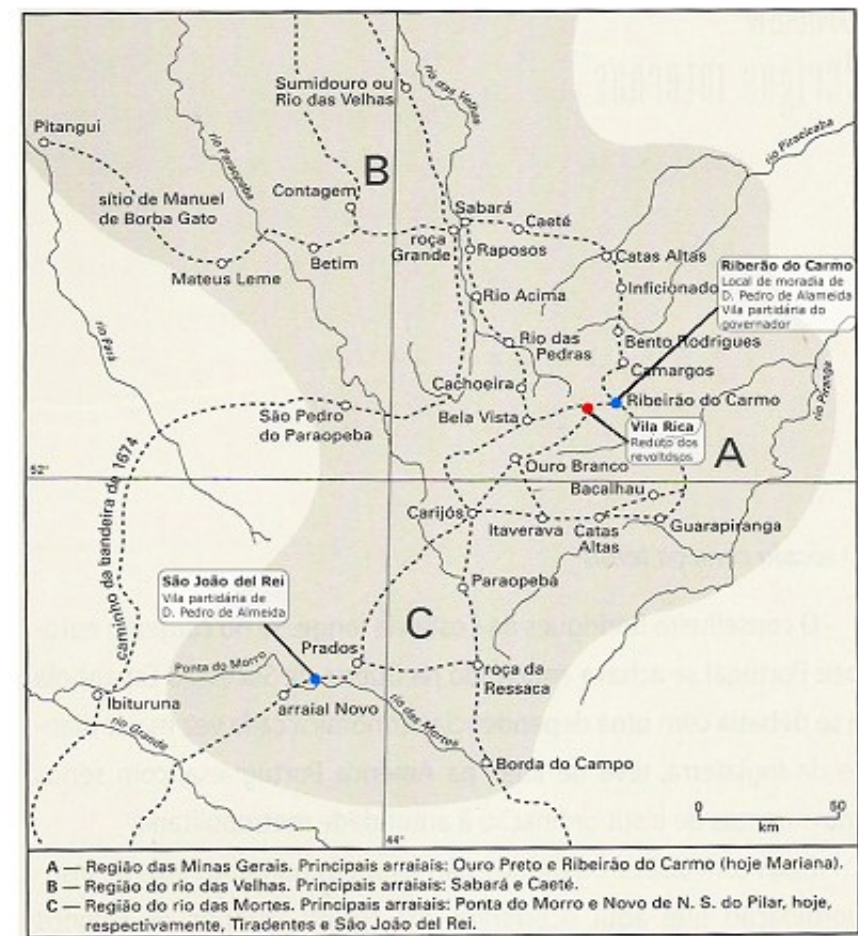 Sumidouro ou
Rio das Velhas
rio das Velhas
Pitangui
rio Paraopeba
rio Piracicaba
B
sítio de Manuel
de Borba Gato
Contagem
Sabará
Caeté
roça
Grande
Raposos
Catas Altas
Mateus Leme
Betim
Riberão do Carmo
Local de moradia de
D. Pedro de Alameida
Vila partidária do
governador
Inficionado
Rio Acima
rio Pará
Rio das
Pedras
Bento Rodrigues
Camargos
Cachoeira
Ribeirão do Carmo
rio Piranga
São Pedro
do Paraopeba
Bela Vista
Vila Rica
Reduto dos
revoltosos
A
52°
Ouro Branco
Bacalhau
caminho da bandeira de 1674
Carijós
Itaverava
Catas
Altas
Guarapiranga
São João del Rei
Vila partidária de
D. Pedro de Almeida
Paraopebá
C
Prados
Ponta do Morro
roça da
Ressaca
Ibituruna
arraial Novo
rio Grande
rio das Morros
Borda do Campo
0 50
km
44°
A — Região das Minas Gerais. Principais arraiais: Ouro Preto e Ribeirão do Carmo (hoje Mariana).
B — Região do rio das Velhas. Principais arraiais: Sabará e Caeté.
C — Região do rio das Mortes. Principais arraiais: Ponta do Morro e Novo de N. S. do Pilar, hoje,
respectivamente, Tiradentes e São João del Rei.